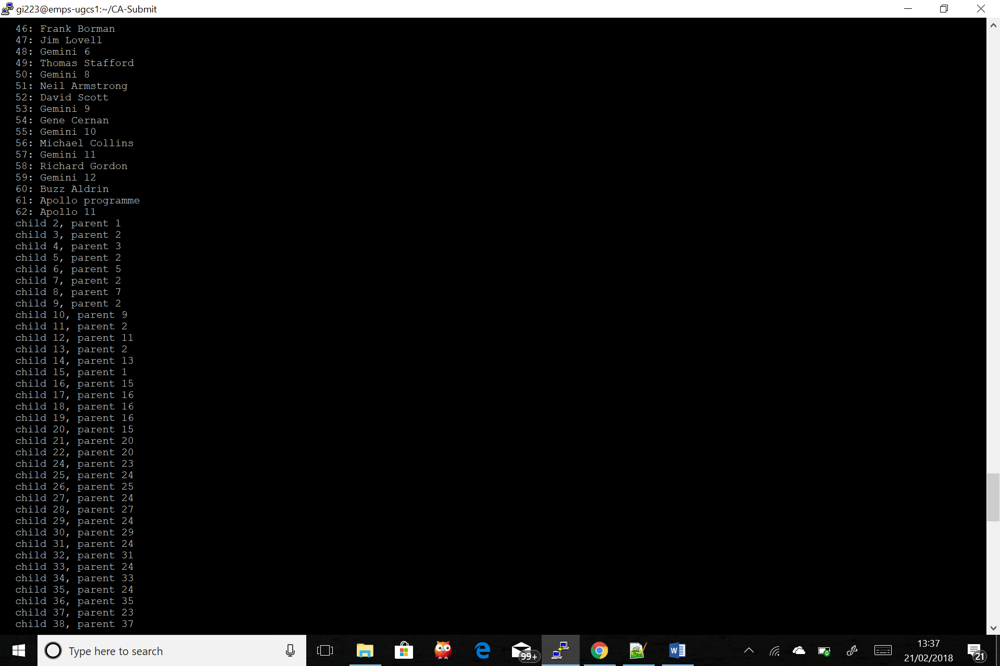 gi223@emps-ugcs1:~/CA-Submit
46: Frank Borman
47: Jim Lovell
48: Gemini 6
49: Thomas Stafford
50: Gemini 8
51: Neil Armstrong
52: David Scott
53: Gemini 9
54: Gene Cernan
55: Gemini 10
56: Michael Collins
57: Gemini 11
58: Richard Gordon
59: Gemini 12
60: Buzz Aldrin
61: Apollo programme
62: Apollo 11
child 2, parent 1
child 3, parent 2
child 4, parent 3
child 5, parent 2
child 6, parent 5
child 7, parent 2
child 8, parent 7
child 9, parent 2
child 10, parent 9
child 11, parent 2
child 12, parent 11
child 13, parent 2
child 14, parent 13
child 15, parent 1
child 16, parent 15
child 17, parent 16
child 18, parent 16
child 19, parent 16
child 20, parent 15
child 21, parent 20
child 22, parent 20
child 24, parent 23
child 25, parent 24
child 26, parent 25
child 27, parent 24
child 28, parent 27
child 29, parent 24
child 30, parent 29
child 31, parent 24
child 32, parent 31
child 33, parent 24
child 34, parent 33
child 35, parent 24
child 36, parent 35
child 37, parent 23
child 38, parent 37
Type here to search
99+
13:37
21/02/2018
21